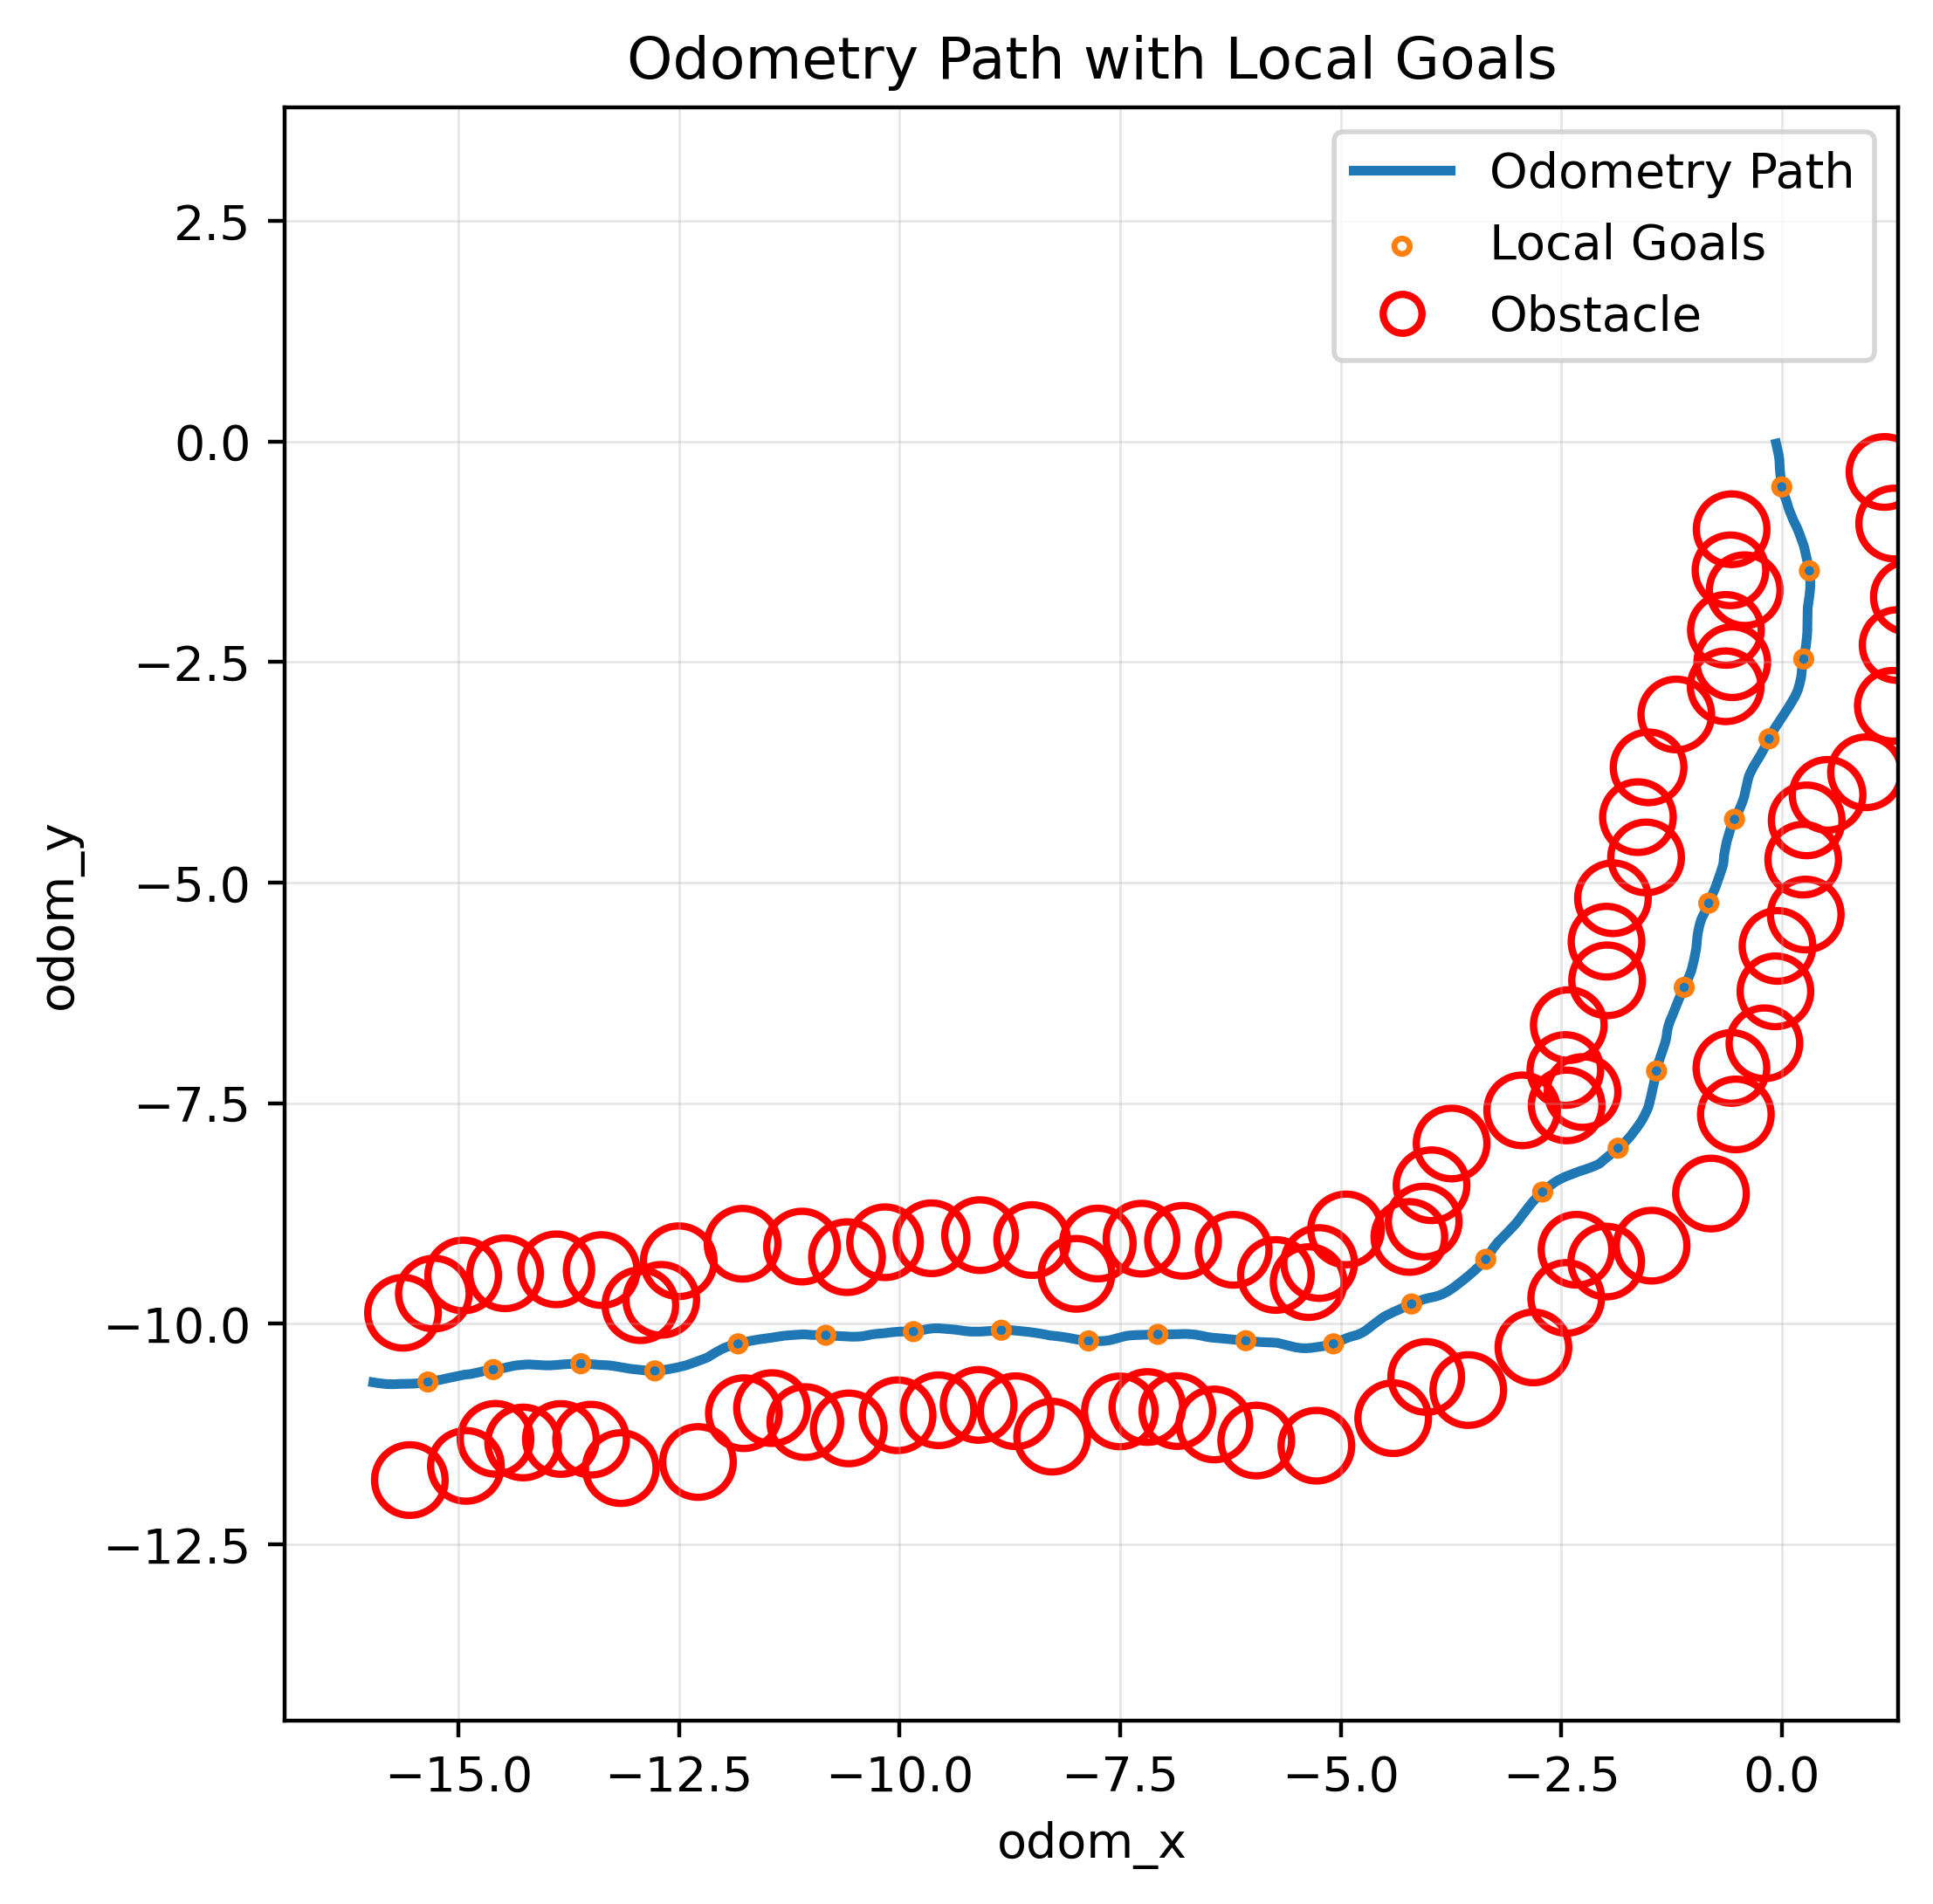 Odometry Path with Local Goals
Odometry Path
Local Goals
Obstacle
2.5
0.0
−2.5
−5.0
−7.5
−10.0
−12.5
odom_y
−15.0 −12.5 −10.0 −7.5 −5.0 −2.5 0.0
odom_x